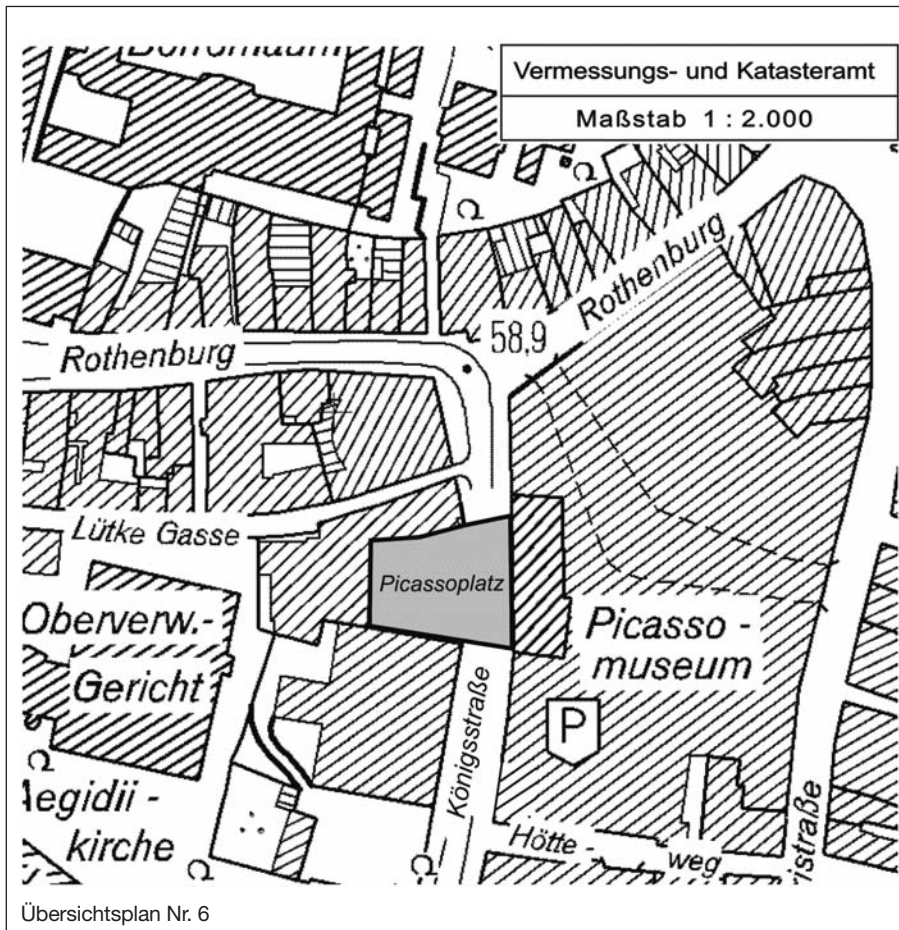 Vermessungs- und Katasteramt
Maßstab 1 : 2.000
Rothenburg
58,9
Rothenburg
Lütke Gasse
Picassoplatz
Oberverw.-
Gericht
Picasso -
museum
P
Königsstraße
Aegidii -
kirche
Hötte -
weg
Übersichtsplan Nr. 6